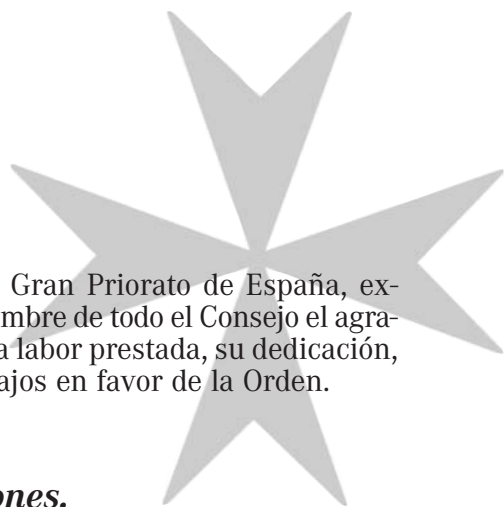 Gran Priorato de España, ex-
mbre de todo el Consejo el agra-
a labor prestada, su dedicación,
ajos en favor de la Orden.
ones.